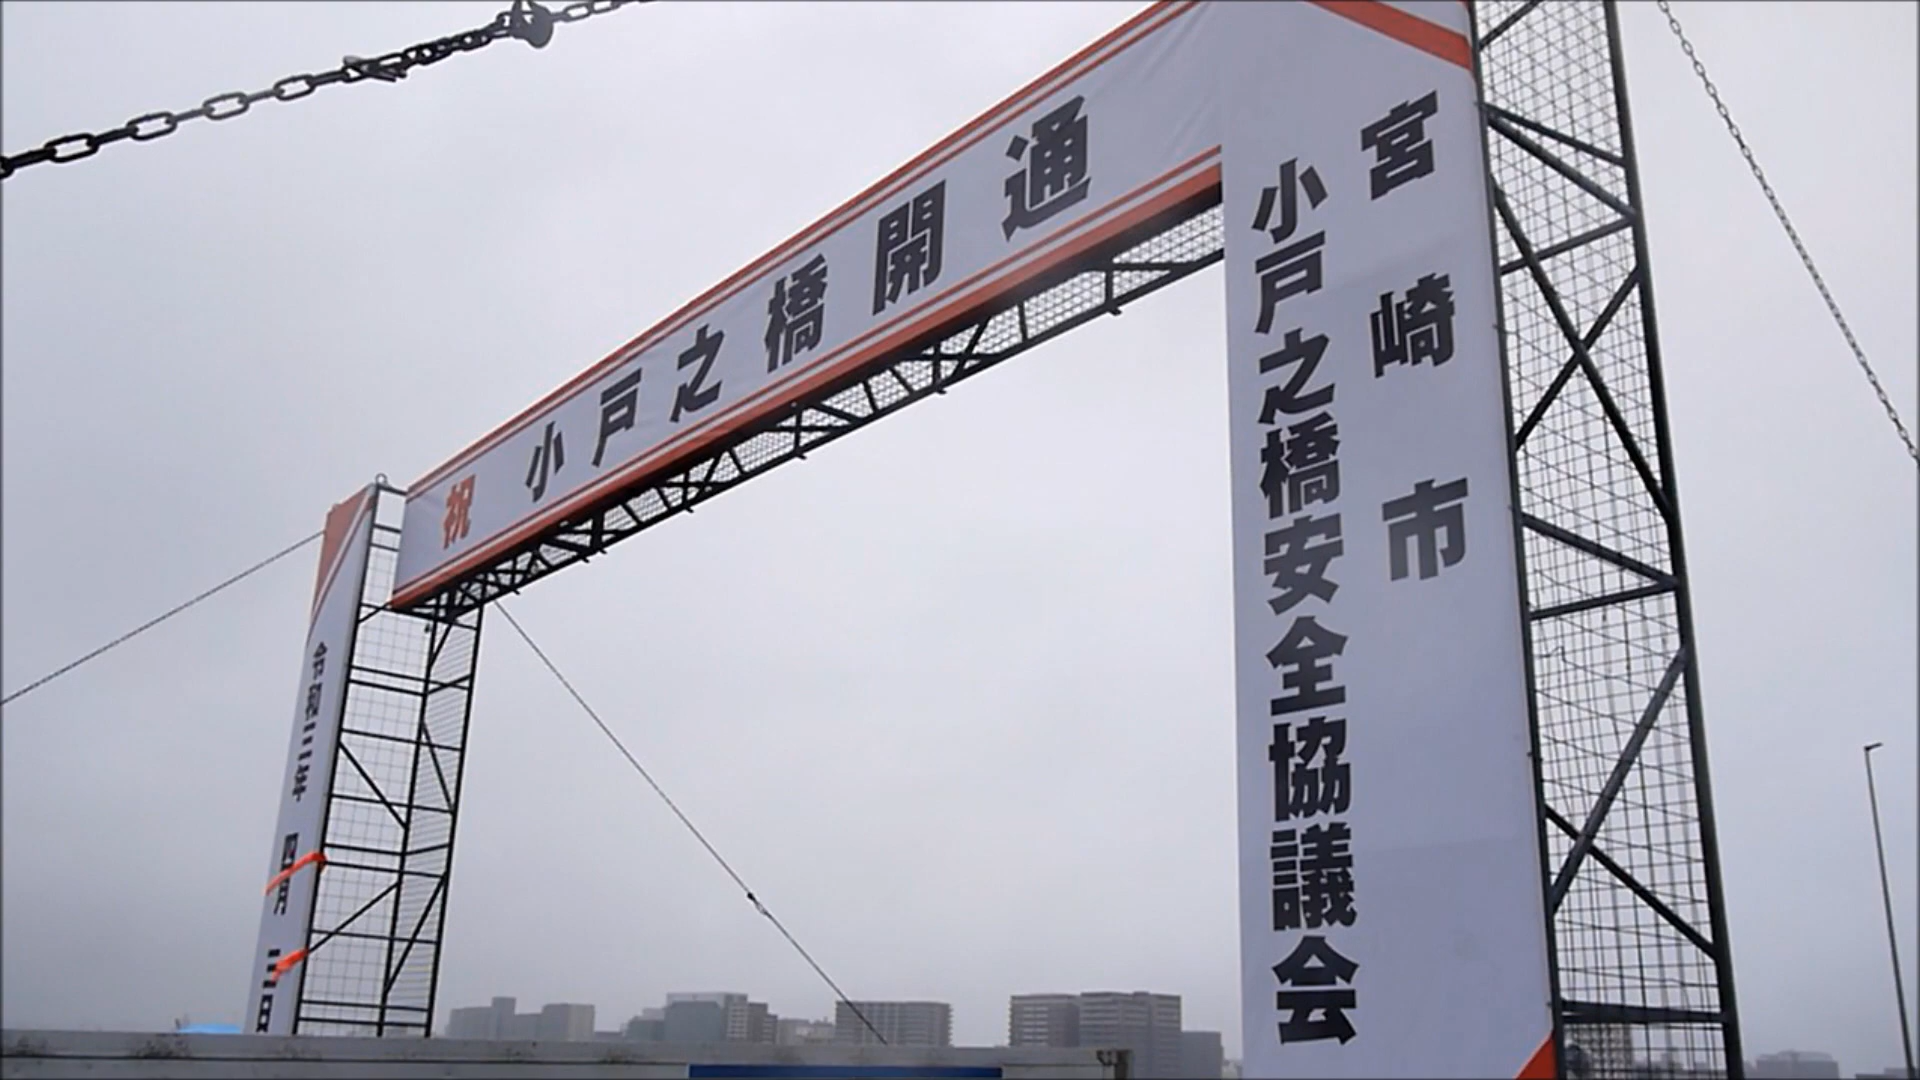 祝 小戸之橋開通
宮崎市
小戸之橋安全協議会
令和三年 四月 三日